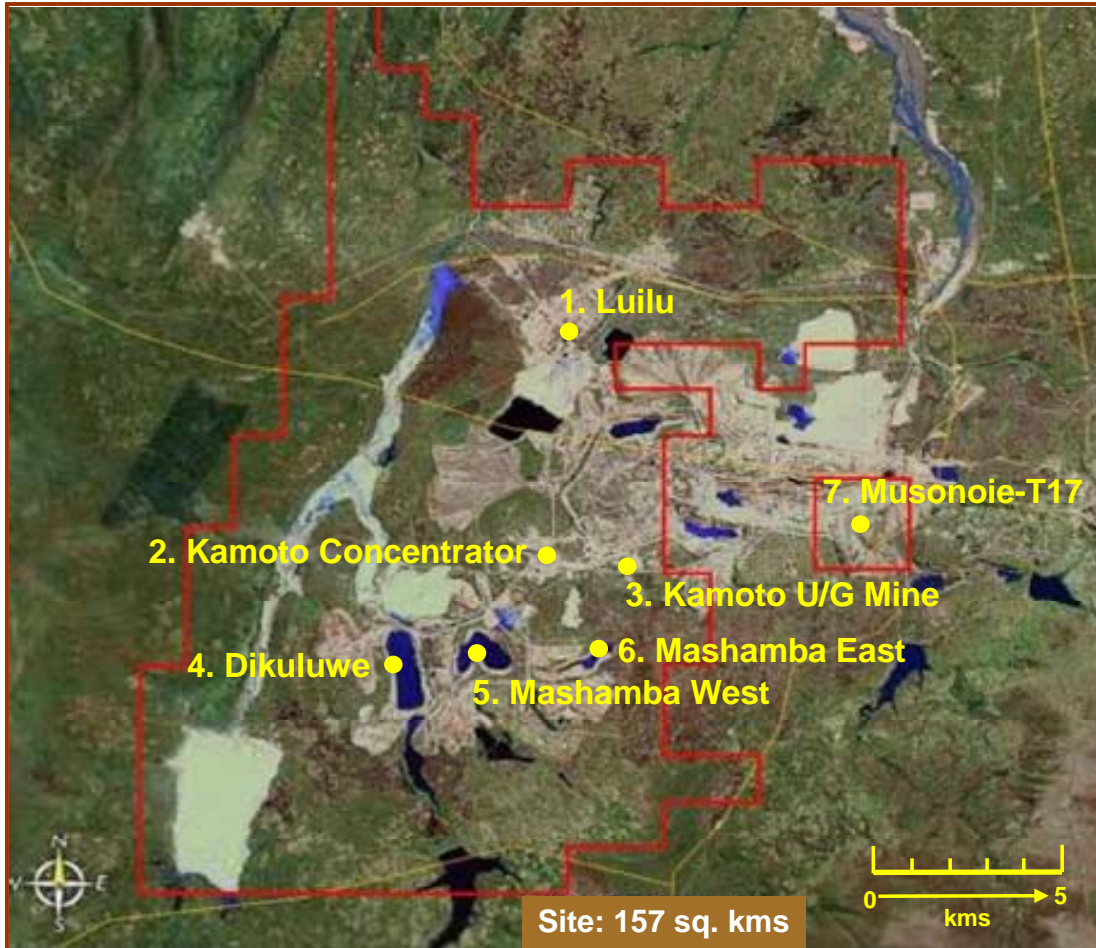 1. Luilu
7. Musonoie-T17
2. Kamoto Concentrator
3. Kamoto U/G Mine
4. Dikuluwe
6. Mashamba East
5. Mashamba West
N
W E
S
0 5
kms
Site: 157 sq. kms